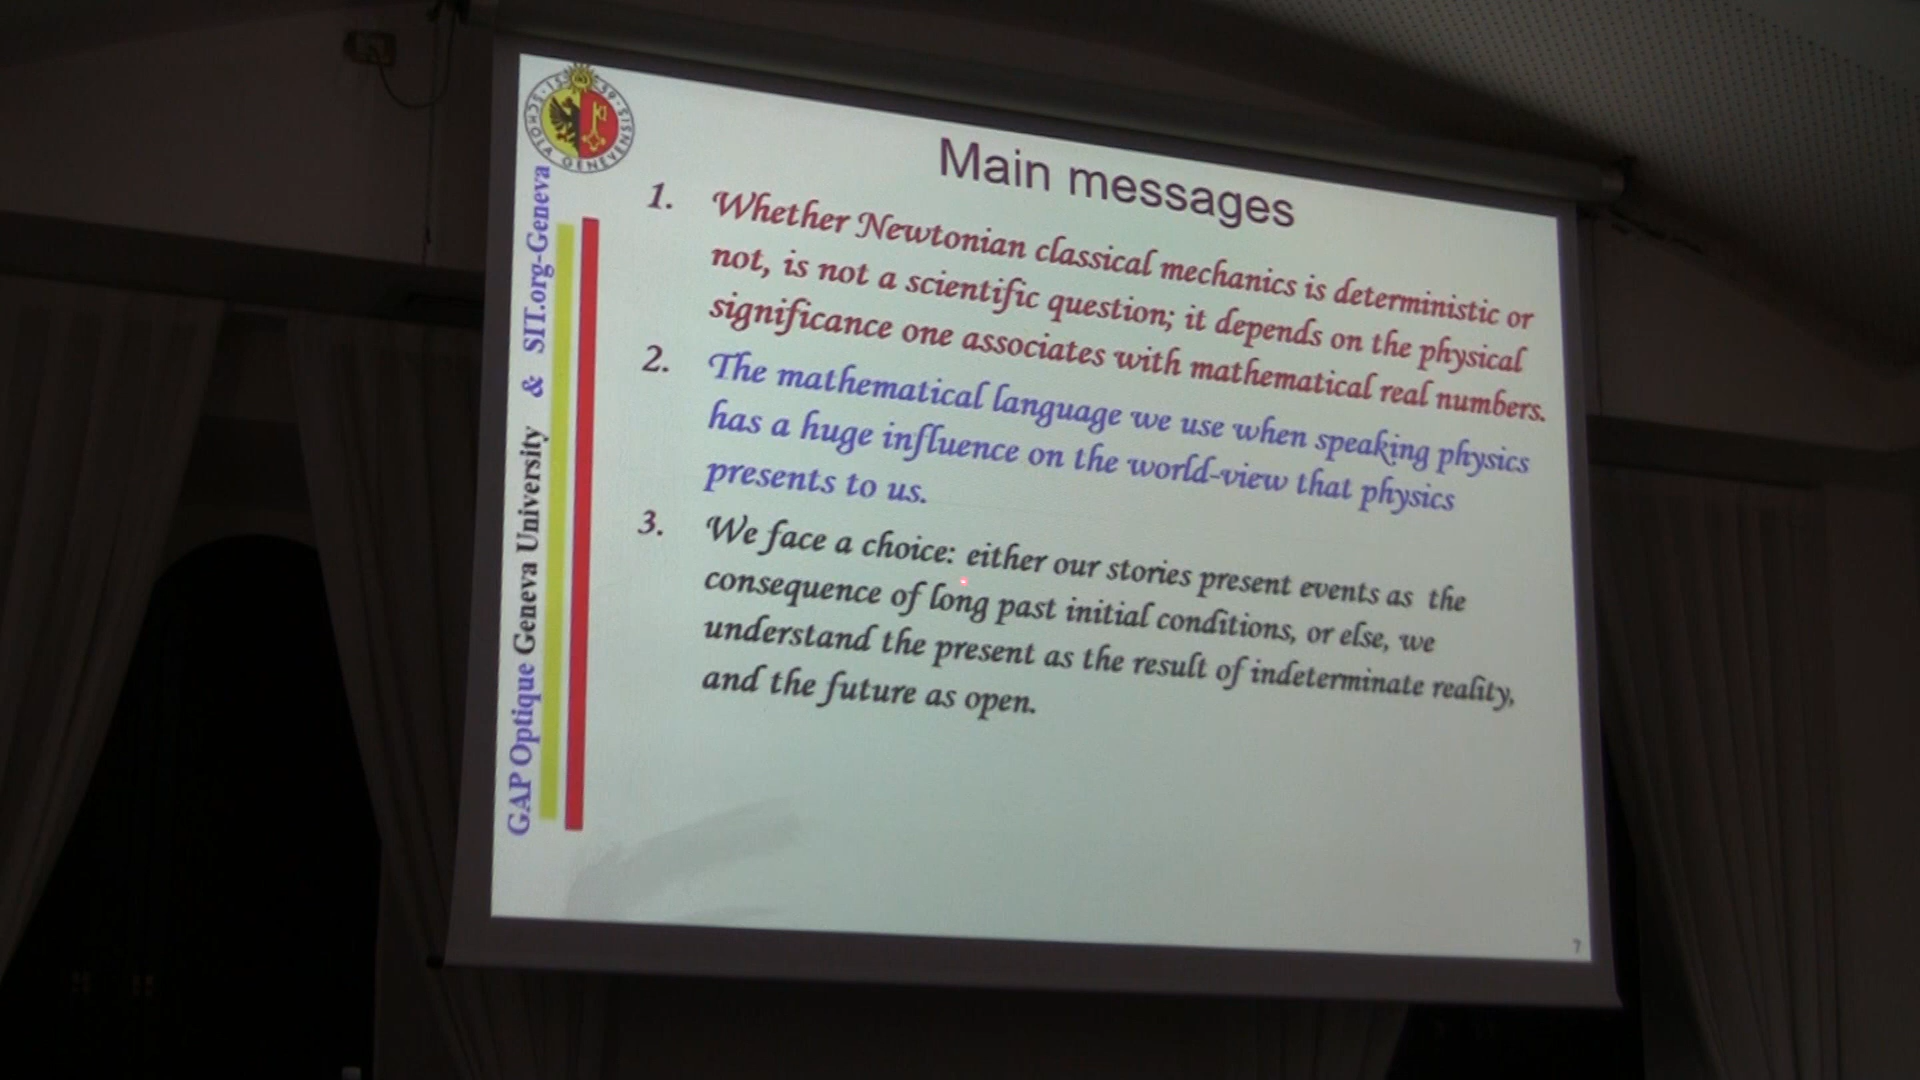 Main messages
1. Whether Newtonian classical mechanics is deterministic or
not, is not a scientific question; it depends on the physical
significance one associates with mathematical real numbers.
2. The mathematical language we use when speaking physics
has a huge influence on the world-view that physics
presents to us.
3. We face a choice: either our stories present events as the
consequence of long past initial conditions, or else, we
understand the present as the result of indeterminate reality,
and the future as open.
GAP Optique Geneva University & SIT.org-Geneva
SCHOLA GENEVENSIS 1559
7